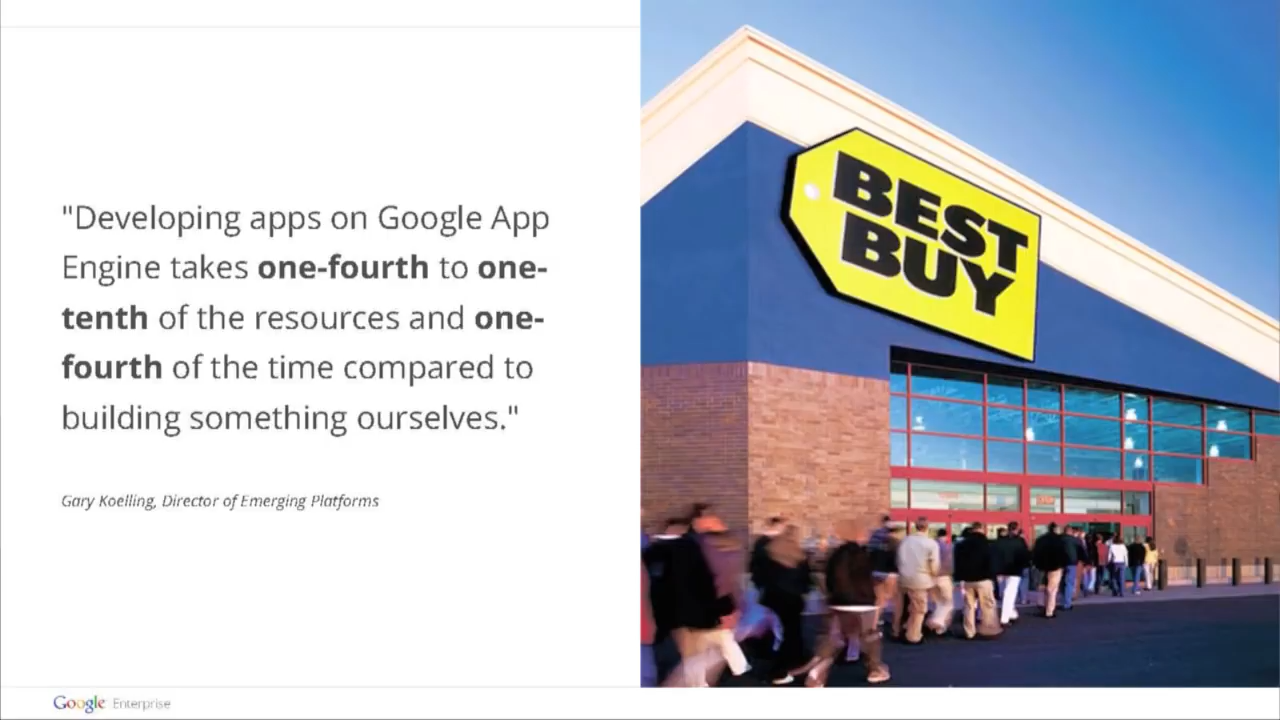 "Developing apps on Google App
Engine takes one-fourth to one-
tenth of the resources and one-
fourth of the time compared to
building something ourselves."
Gary Koelling, Director of Emerging Platforms
BEST
BUY
Google Enterprise